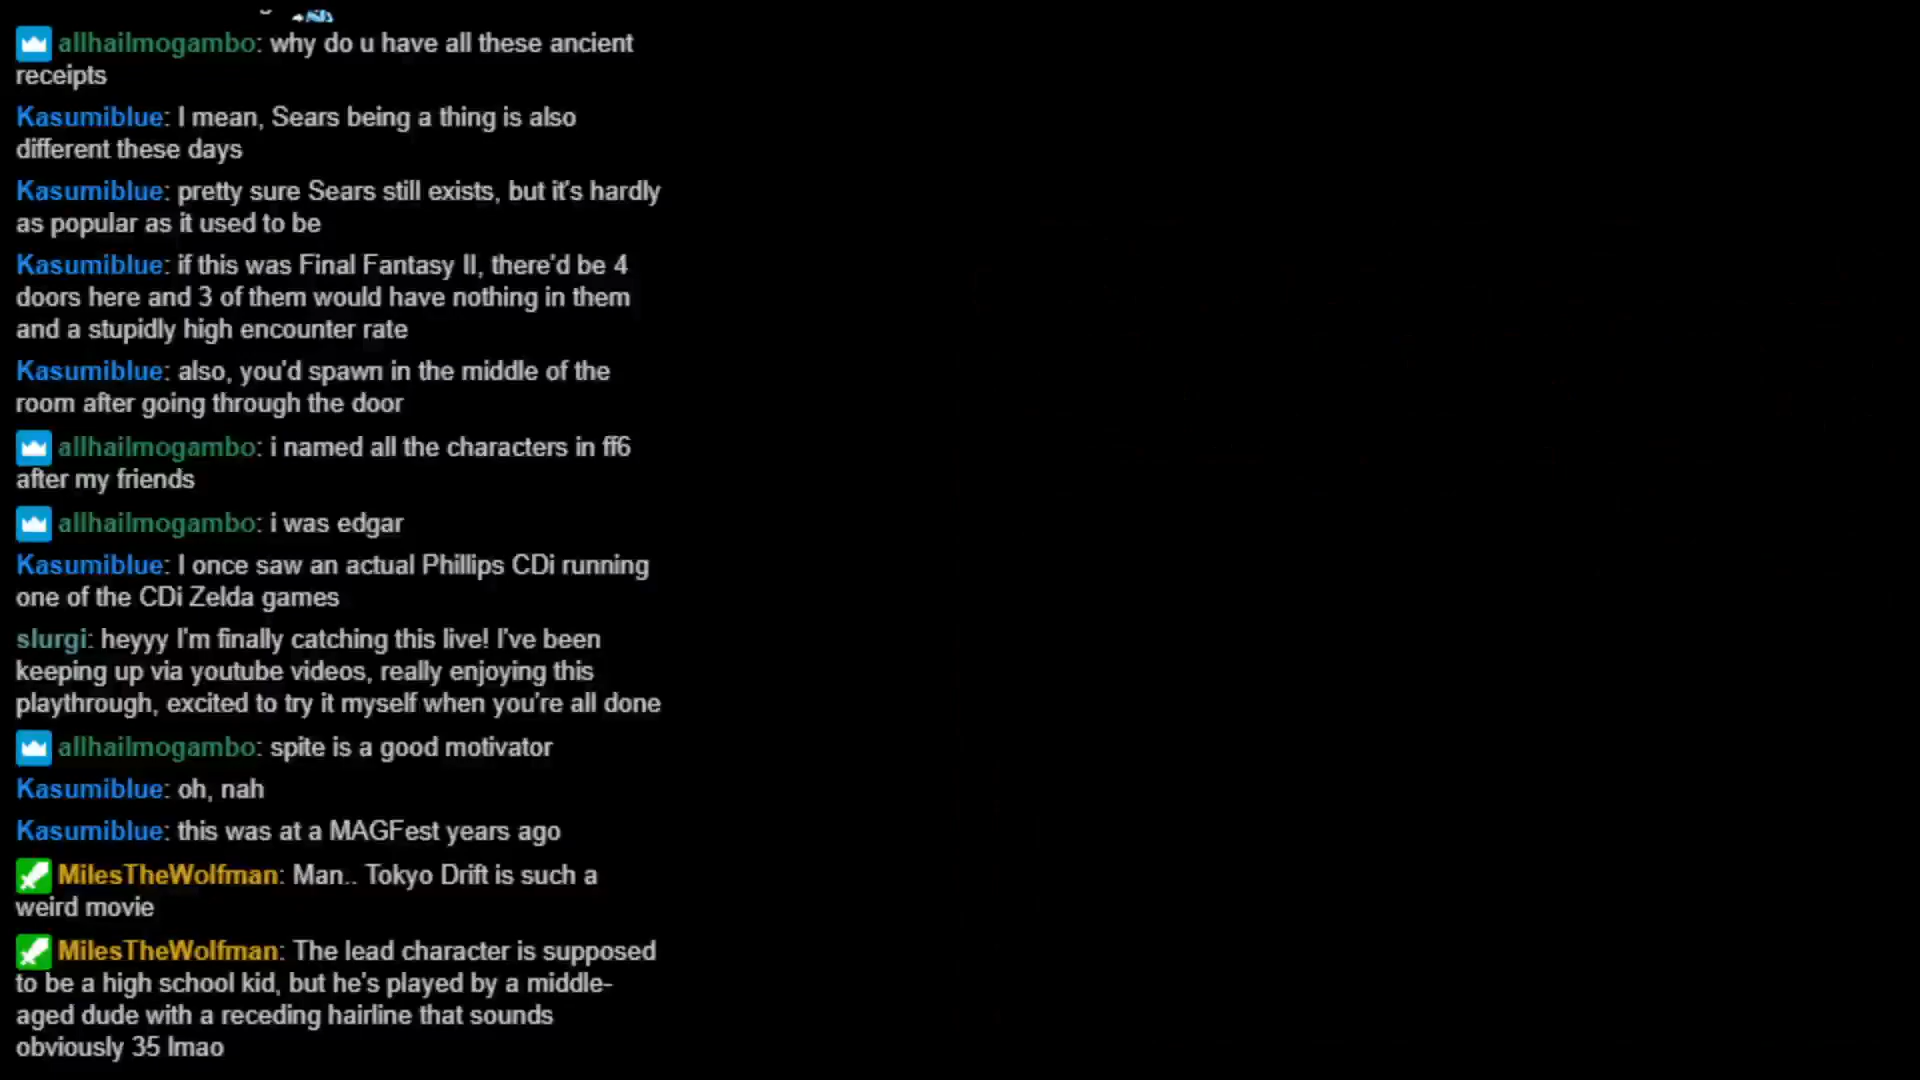 allhailmogambo: why do u have all these ancient
receipts
Kasumiblue: I mean, Sears being a thing is also
different these days
Kasumiblue: pretty sure Sears still exists, but it's hardly
as popular as it used to be
Kasumiblue: if this was Final Fantasy II, there'd be 4
doors here and 3 of them would have nothing in them
and a stupidly high encounter rate
Kasumiblue: also, you'd spawn in the middle of the
room after going through the door
allhailmogambo: i named all the characters in ff6
after my friends
allhailmogambo: i was edgar
Kasumiblue: I once saw an actual Phillips CDi running
one of the CDi Zelda games
slurgi: heyyy I'm finally catching this live! I've been
keeping up via youtube videos, really enjoying this
playthrough, excited to try it myself when you're all done
allhailmogambo: spite is a good motivator
Kasumiblue: oh, nah
Kasumiblue: this was at a MAGFest years ago
MilesTheWolfman: Man.. Tokyo Drift is such a
weird movie
MilesTheWolfman: The lead character is supposed
to be a high school kid, but he's played by a middle-
aged dude with a receding hairline that sounds
obviously 35 lmao